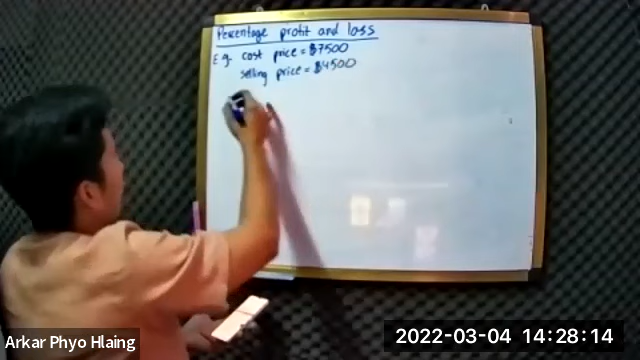 Percentage profit and loss
E.g. cost price = $7500
selling price = $4500
Arkar Phyo Hlaing
2022-03-04 14:28:14